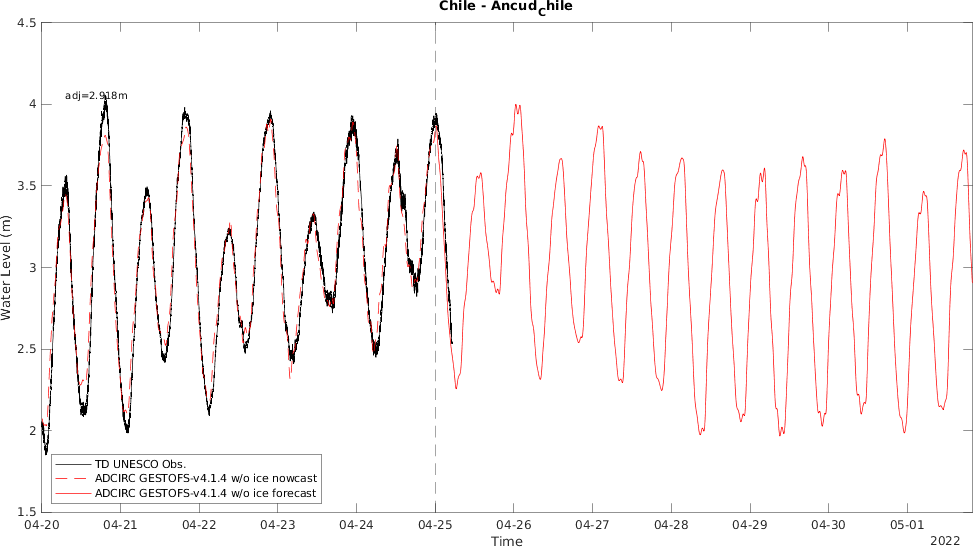 Chile - Ancud_Chile
4.5
adj=2.918m
4
3.5
3
2.5
2
1.5
Water Level (m)
TD UNESCO Obs.
ADCIRC GESTOFS-v4.1.4 w/o ice nowcast
ADCIRC GESTOFS-v4.1.4 w/o ice forecast
04-20 04-21 04-22 04-23 04-24 04-25 04-26 04-27 04-28 04-29 04-30 05-01
Time
2022